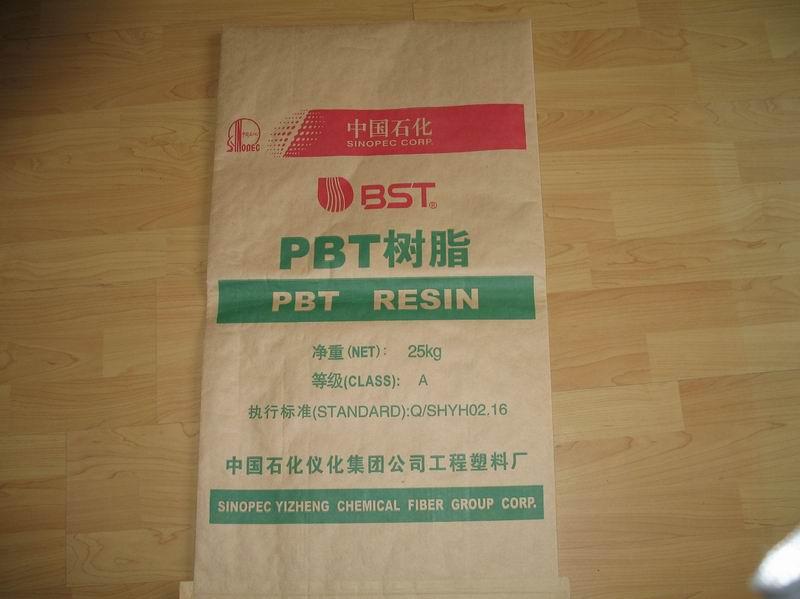 中国石化
SINOPEC CORP.
SINOPEC
BST®
PBT树脂
PBT RESIN
净重(NET): 25kg
等级(CLASS): A
执行标准(STANDARD):Q/SHYH02.16
中国石化仪化集团公司工程塑料厂
SINOPEC YIZHENG CHEMICAL FIBER GROUP CORP.